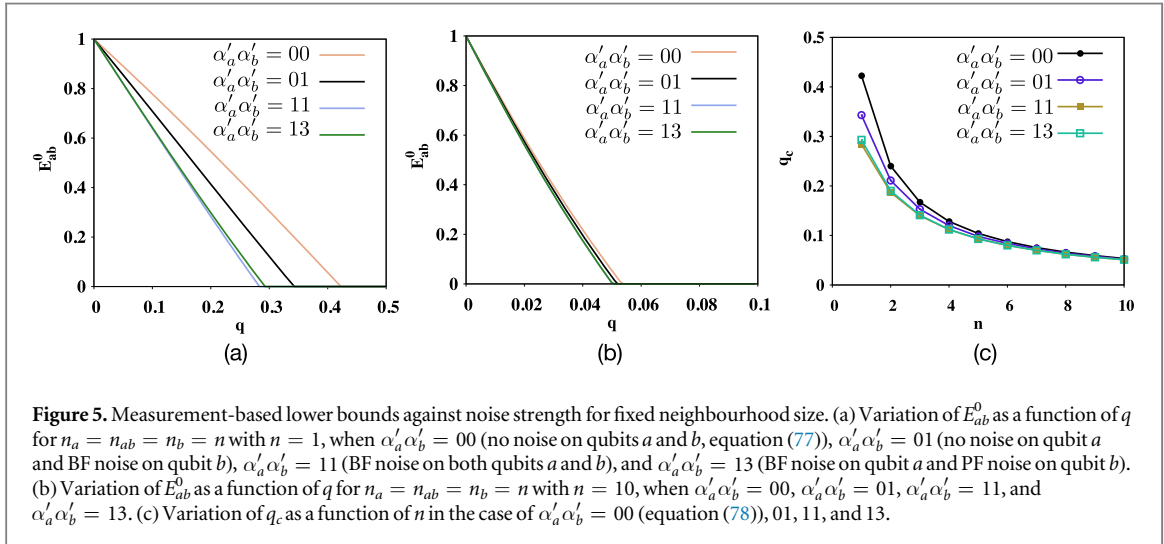 1
0.8
0.6
0.4
0.2
0
E⁰ab
0 0.1 0.2 0.3 0.4 0.5
q
α′aα′b = 00
α′aα′b = 01
α′aα′b = 11
α′aα′b = 13
(a)
1
0.8
0.6
0.4
0.2
0
E⁰ab
0 0.02 0.04 0.06 0.08 0.1
q
α′aα′b = 00
α′aα′b = 01
α′aα′b = 11
α′aα′b = 13
(b)
0.5
0.4
0.3
0.2
0.1
0
qc
0 2 4 6 8 10
n
α′aα′b = 00
α′aα′b = 01
α′aα′b = 11
α′aα′b = 13
(c)
Figure 5. Measurement-based lower bounds against noise strength for fixed neighbourhood size. (a) Variation of E⁰ab as a function of q
for na = nab = nb = n with n = 1, when α′aα′b = 00 (no noise on qubits a and b, equation (77)), α′aα′b = 01 (no noise on qubit a
and BF noise on qubit b), α′aα′b = 11 (BF noise on both qubits a and b), and α′aα′b = 13 (BF noise on qubit a and PF noise on qubit b).
(b) Variation of E⁰ab as a function of q for na = nab = nb = n with n = 10, when α′aα′b = 00, α′aα′b = 01, α′aα′b = 11, and
α′aα′b = 13. (c) Variation of qc as a function of n in the case of α′aα′b = 00 (equation (78)), 01, 11, and 13.